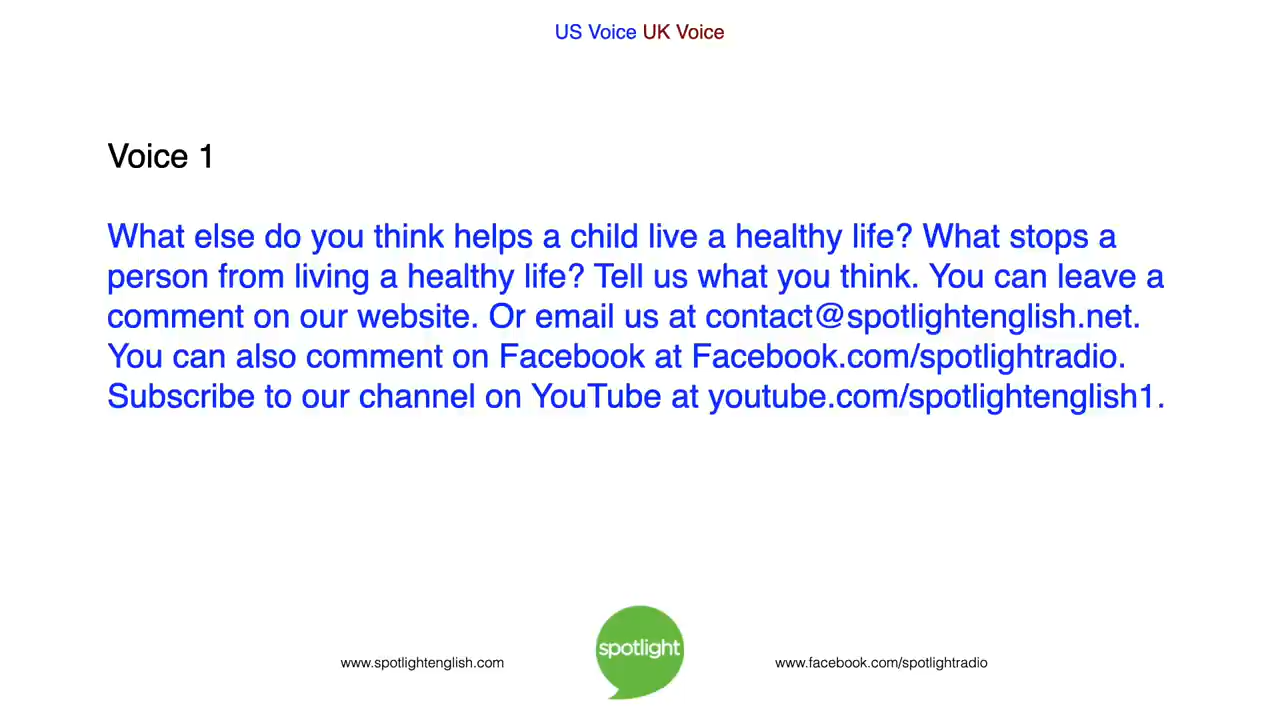 US Voice UK Voice
Voice 1
What else do you think helps a child live a healthy life? What stops a
person from living a healthy life? Tell us what you think. You can leave a
comment on our website. Or email us at contact@spotlightenglish.net.
You can also comment on Facebook at Facebook.com/spotlightradio.
Subscribe to our channel on YouTube at youtube.com/spotlightenglish1.
spotlight
www.spotlightenglish.com
www.facebook.com/spotlightradio